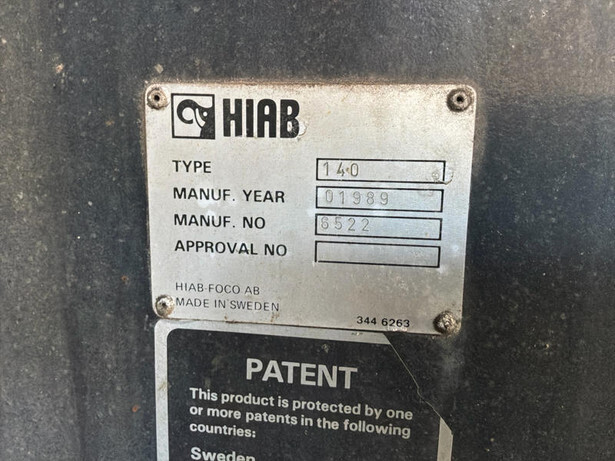 HIAB
TYPE 140
MANUF. YEAR 01989
MANUF. NO 6522
APPROVAL NO
HIAB-FOCO AB
MADE IN SWEDEN
344 6263
PATENT
This product is protected by one
or more patents in the following
countries:
Sweden